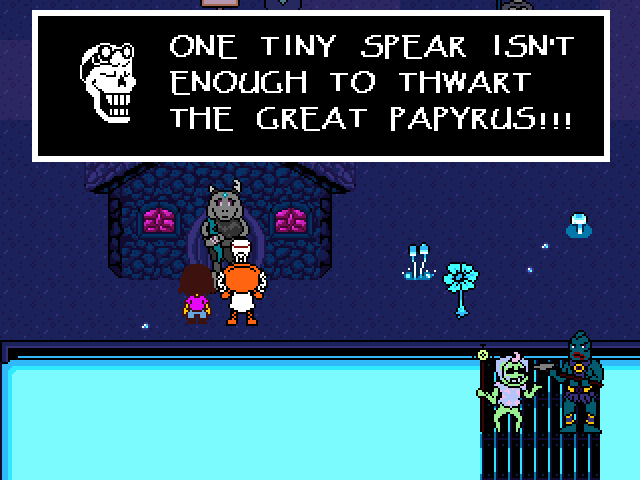 ONE TINY SPEAR ISN'T
ENOUGH TO THWART
THE GREAT PAPYRUS!!!